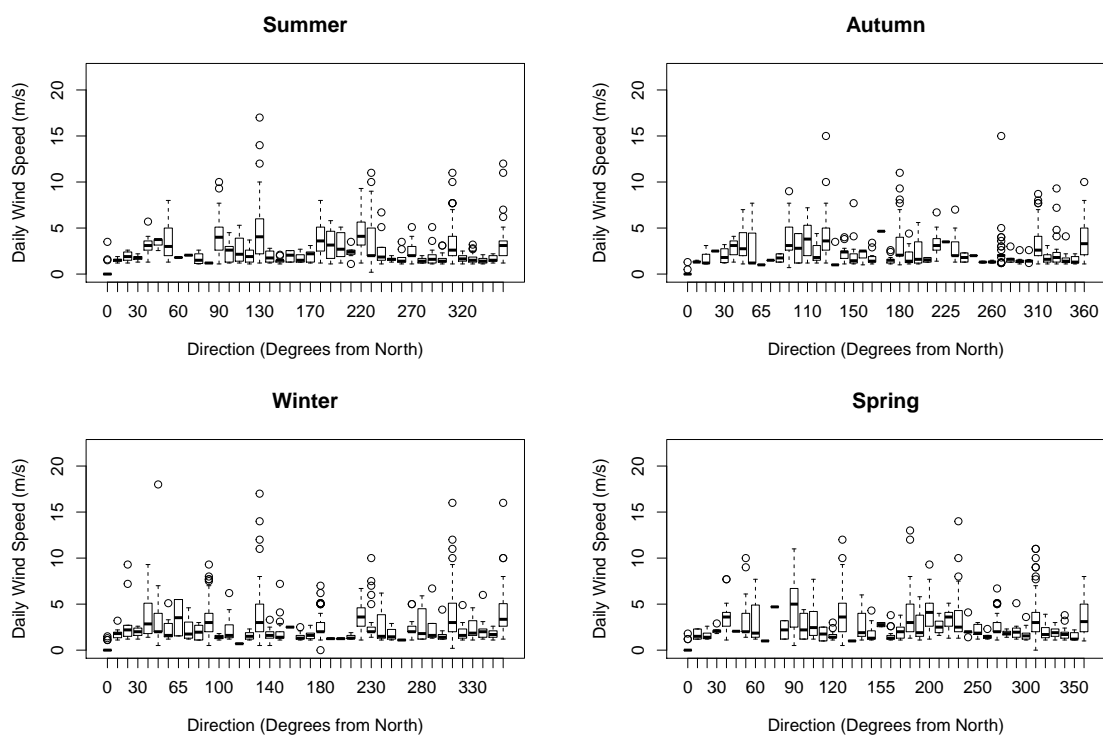 Summer
Daily Wind Speed (m/s)
20
15
10
5
0
0 30 60 90 130 170 220 270 320
Direction (Degrees from North)
Autumn
Daily Wind Speed (m/s)
20
15
10
5
0
0 30 65 110 150 180 225 260 310 360
Direction (Degrees from North)
Winter
Daily Wind Speed (m/s)
20
15
10
5
0
0 30 65 100 140 180 230 280 330
Direction (Degrees from North)
Spring
Daily Wind Speed (m/s)
20
15
10
5
0
0 30 60 90 120 155 200 250 300 350
Direction (Degrees from North)